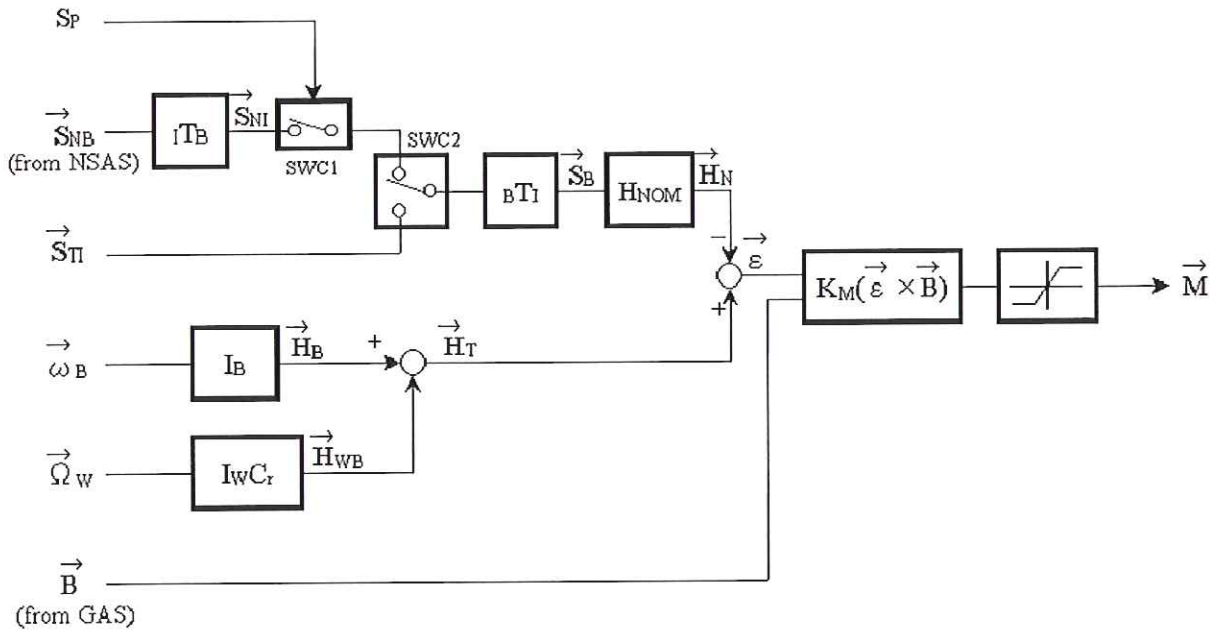 SP
→SNB
(from NSAS)
ITB
→SNI
SWC1
SWC2
→STI
BTI
→SB
HNOM
→HN
−
→ε
+
KM(→ε ×→B)
→M
→ωB
IB
→HB
+
→HT
→ΩW
IWCr
→HWB
→B
(from GAS)